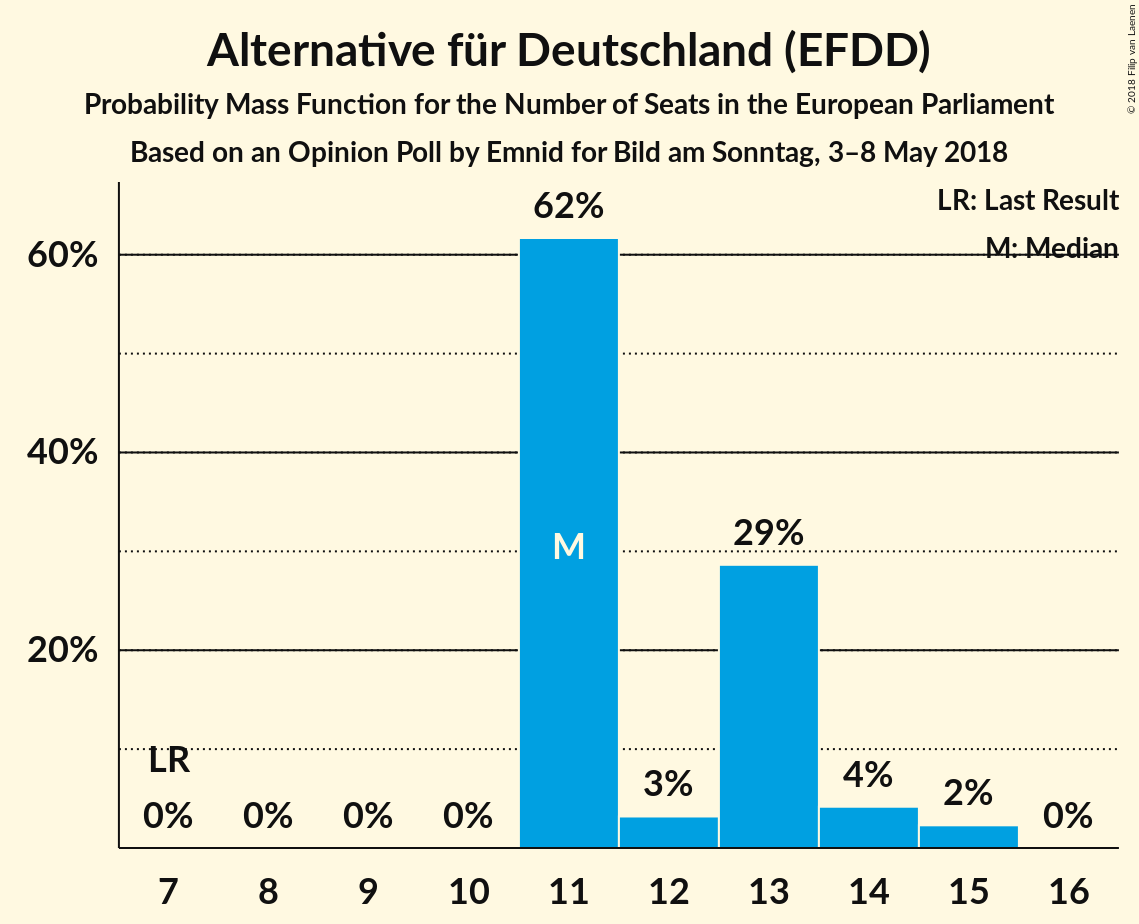 Alternative für Deutschland (EFDD)
Probability Mass Function for the Number of Seats in the European Parliament
Based on an Opinion Poll by Emnid for Bild am Sonntag, 3–8 May 2018
© 2018 Filip van Laenen
LR: Last Result
M: Median
62%
60%
40%
29%
M
20%
LR
0% 0% 0% 0% 3% 4% 2% 0%
7 8 9 10 11 12 13 14 15 16